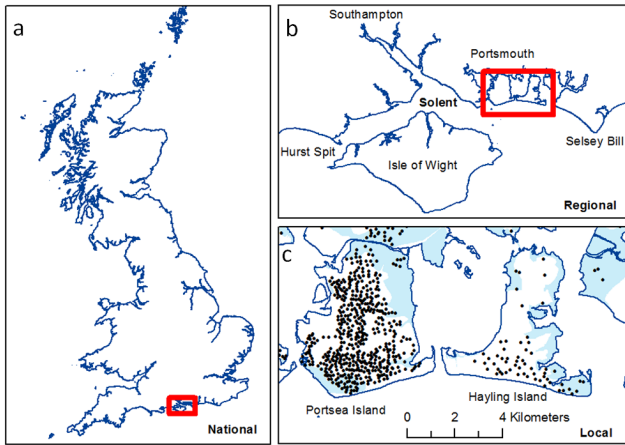 a
National
b
Southampton
Portsmouth
Solent
Selsey Bill
Hurst Spit
Isle of Wight
Regional
c
Hayling Island
Portsea Island
0 2 4 Kilometers
Local